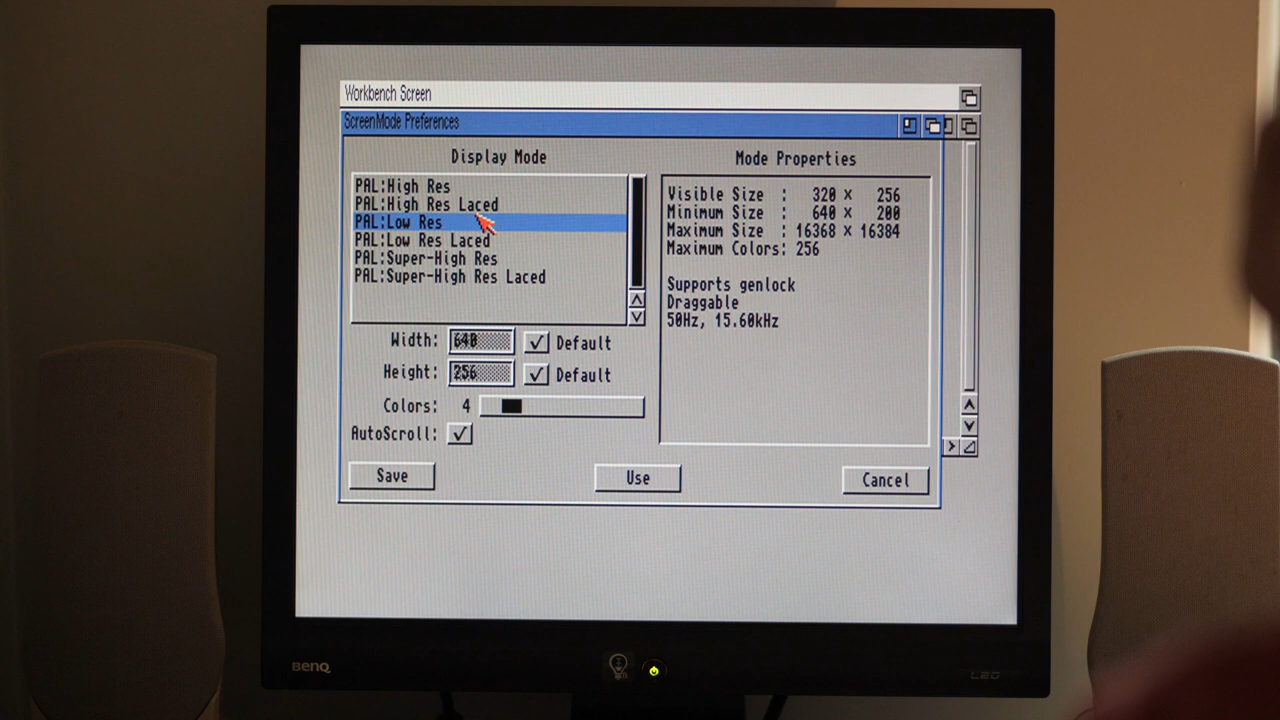 Workbench Screen
ScreenMode Preferences
Display Mode
PAL:High Res
PAL:High Res Laced
PAL:Low Res
PAL:Low Res Laced
PAL:Super-High Res
PAL:Super-High Res Laced
Width: 640 Default
Height: 256 Default
Colors: 4
AutoScroll:
Mode Properties
Visible Size : 320 × 256
Minimum Size : 640 × 200
Maximum Size : 16368 × 16384
Maximum Colors: 256
Supports genlock
Draggable
50Hz, 15.60kHz
Save Use Cancel
BenQ
LED